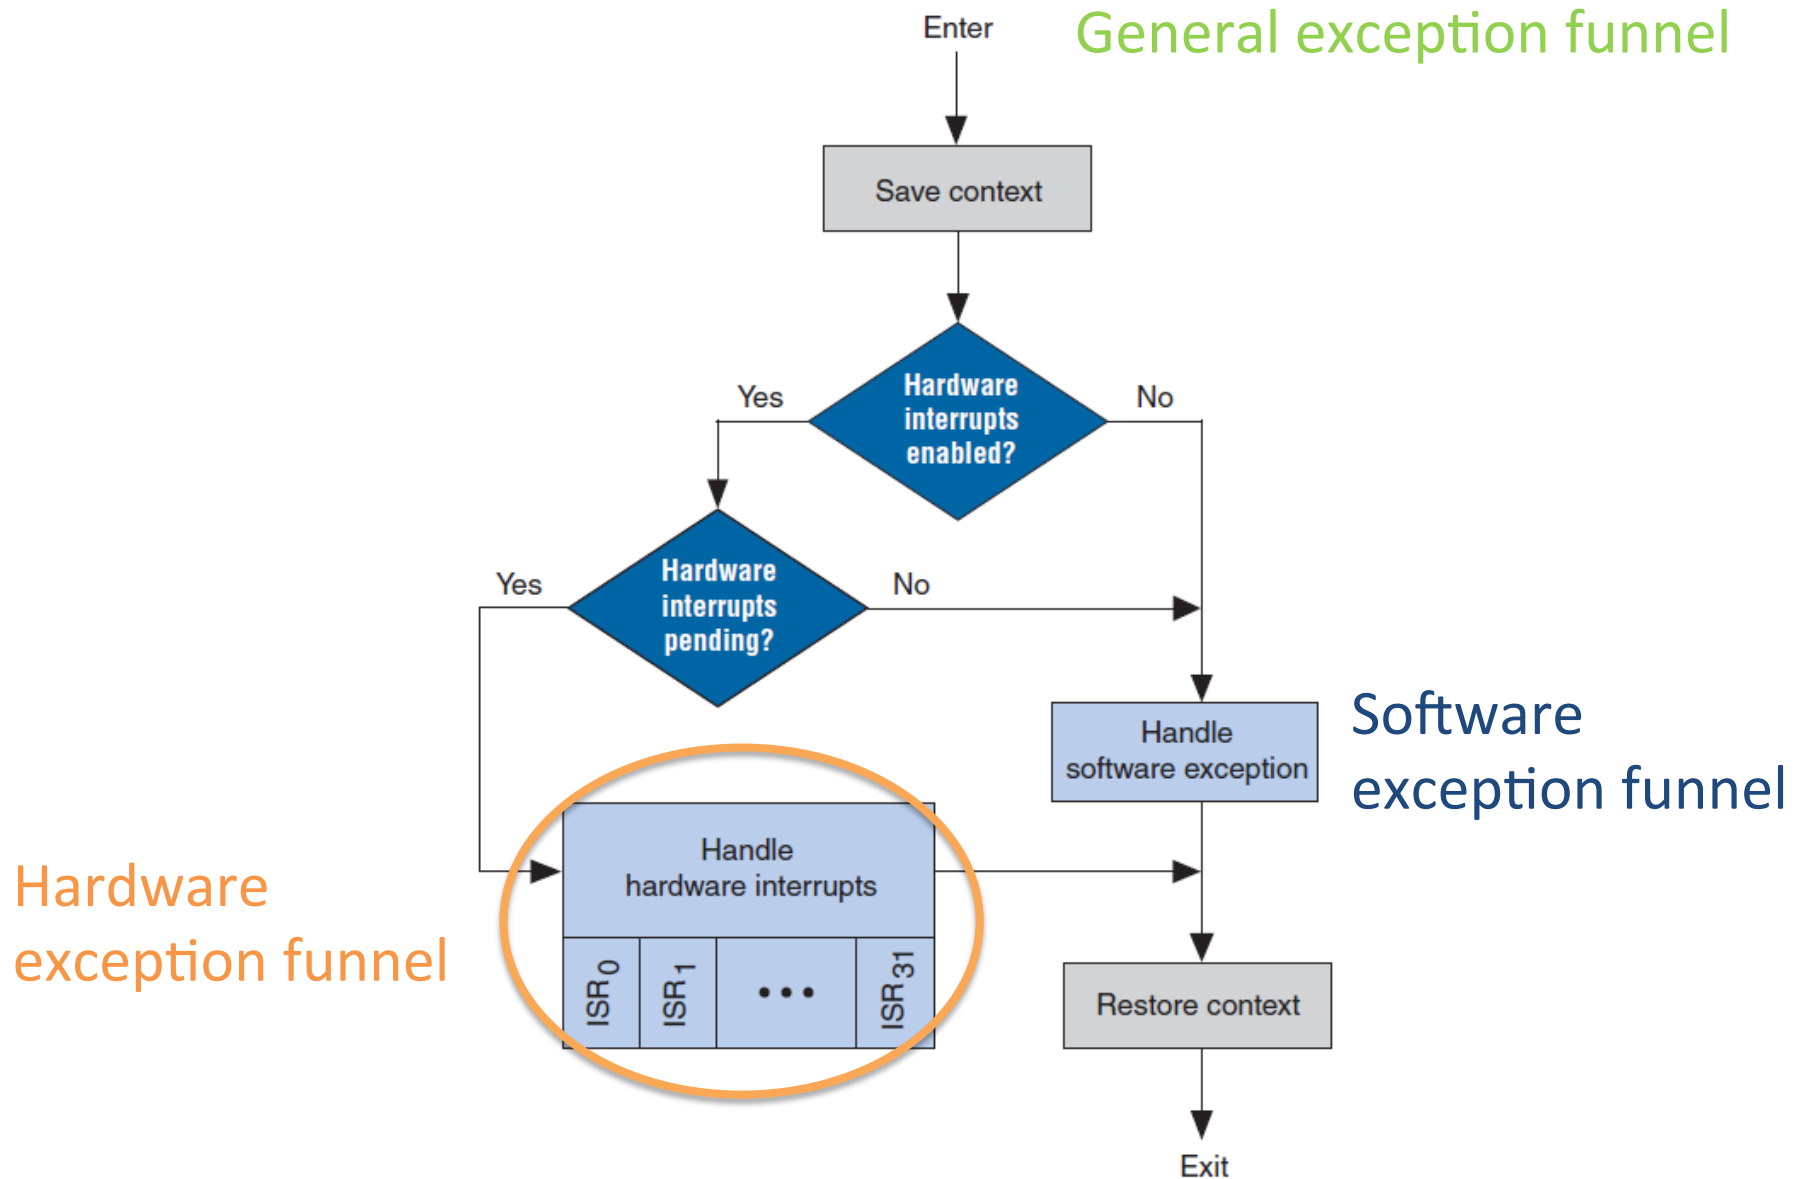 Enter
General exception funnel
Save context
Yes
Hardware
interrupts
enabled?
No
Yes
Hardware
interrupts
pending?
No
Handle
software exception
Software
exception funnel
Handle
hardware interrupts
Hardware
exception funnel
ISR0
ISR1
•••
ISR31
Restore context
Exit